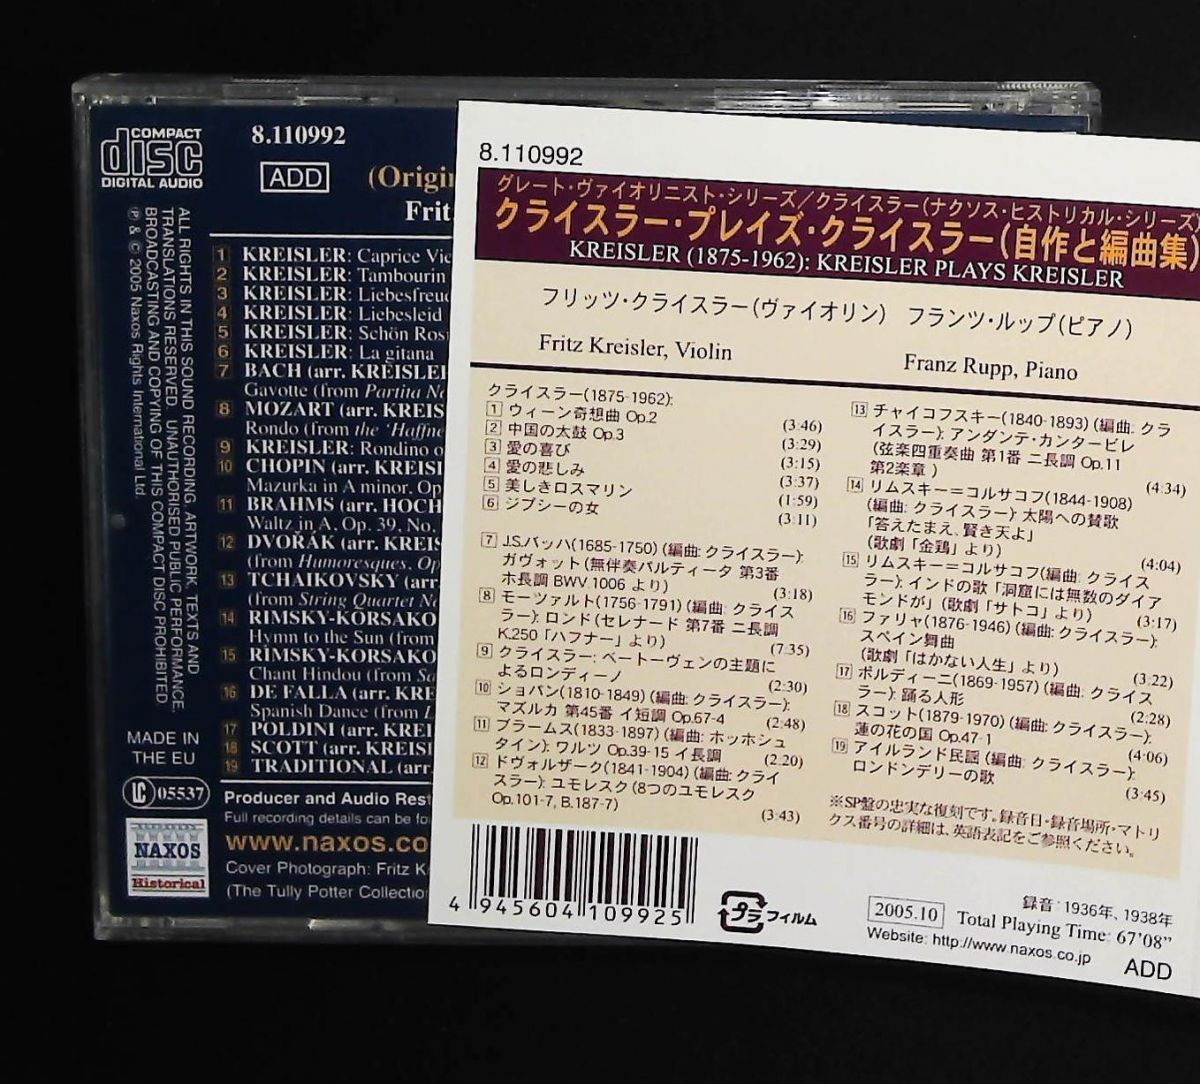 COMPACT
disc
DIGITAL AUDIO
8.110992
ADD
(Origin
Frit
1 KREISLER: Caprice Vie
2 KREISLER: Tambourin
3 KREISLER: Liebesfreud
4 KREISLER: Liebesleid
5 KREISLER: Schön Ros
6 KREISLER: La gitana
7 BACH (arr. KREISLER
Gavotte (from Partita No
8 MOZART (arr. KREIS
Rondo (from the 'Haffne
9 KREISLER: Rondino o
10 CHOPIN (arr. KREISL
Mazurka in A minor, Op
11 BRAHMS (arr. HOCH
Waltz in A, Op. 39, No.
12 DVOŘÁK (arr. KREIS
(from Humoresques, Op
13 TCHAIKOVSKY (arr.
(from String Quartet No
14 RIMSKY-KORSAKO
Hymn to the Sun (from
15 RIMSKY-KORSAKO
Chant Hindou (from Sa
16 DE FALLA (arr. KRE
Spanish Dance (from L
17 POLDINI (arr. KREI
18 SCOTT (arr. KREISI
19 TRADITIONAL (arr.
ALL RIGHTS IN THIS SOUND RECORDING, ARTWORK, TEXTS AND
TRANSLATIONS RESERVED. UNAUTHORISED PUBLIC PERFORMANCE,
BROADCASTING AND COPYING OF THIS COMPACT DISC PROHIBITED.
℗ & © 2005 Naxos Rights International Ltd.
MADE IN
THE EU
LC 05537
NAXOS
Historical
Producer and Audio Rest
Full recording details can be fo
www.naxos.co
Cover Photograph: Fritz K
(The Tully Potter Collectio
8.110992
グレート・ヴァイオリニスト・シリーズ／クライスラー(ナクソス・ヒストリカル・シリーズ)
クライスラー・プレイズ・クライスラー(自作と編曲集)
KREISLER (1875-1962): KREISLER PLAYS KREISLER
フリッツ・クライスラー(ヴァイオリン) フランツ・ルップ(ピアノ)
Fritz Kreisler, Violin Franz Rupp, Piano
クライスラー(1875-1962):
1 ウィーン奇想曲 Op.2 (3:46)
2 中国の太鼓 Op.3 (3:29)
3 愛の喜び (3:15)
4 愛の悲しみ (3:37)
5 美しきロスマリン (1:59)
6 ジプシーの女 (3:11)
7 J.S.バッハ(1685-1750) (編曲: クライスラー):
ガヴォット (無伴奏パルティータ 第3番
ホ長調 BWV 1006 より) (3:18)
8 モーツァルト(1756-1791) (編曲: クライス
ラー): ロンド (セレナード 第7番 ニ長調
K.250「ハフナー」より) (7:35)
9 クライスラー: ベートーヴェンの主題に
よるロンディーノ (2:30)
10 ショパン(1810-1849) (編曲: クライスラー):
マズルカ 第45番 イ短調 Op.67-4 (2:48)
11 ブラームス(1833-1897) (編曲: ホッホシュ
タイン): ワルツ Op.39-15 イ長調 (2:20)
12 ドヴォルザーク(1841-1904) (編曲: クライ
スラー): ユモレスク (8つのユモレスク
Op.101-7, B.187-7) (3:43)
13 チャイコフスキー(1840-1893) (編曲: クラ
イスラー): アンダンテ・カンタービレ
(弦楽四重奏曲 第1番 ニ長調 Op.11
第2楽章 ) (4:34)
14 リムスキー＝コルサコフ(1844-1908)
(編曲: クライスラー): 太陽への賛歌
「答えたまえ、賢き天よ」
(歌劇「金鶏」より) (4:04)
15 リムスキー＝コルサコフ(編曲: クライス
ラー): インドの歌「洞窟には無数のダイア
モンドが」(歌劇「サトコ」より) (3:17)
16 ファリャ(1876-1946) (編曲: クライスラー):
スペイン舞曲
(歌劇「はかない人生」より) (3:22)
17 ポルディーニ(1869-1957) (編曲: クライス
ラー): 踊る人形 (2:28)
18 スコット(1879-1970) (編曲: クライスラー):
蓮の花の国 Op.47-1 (4:06)
19 アイルランド民謡 (編曲: クライスラー):
ロンドンデリーの歌 (3:45)
※SP盤の忠実な復刻です。録音日・録音場所・マトリ
クス番号の詳細は、英語表記をご参照ください。
4 945604 109925
プラ フィルム
2005.10
録音：1936年、1938年
Total Playing Time: 67'08”
Website: http://www.naxos.co.jp
ADD